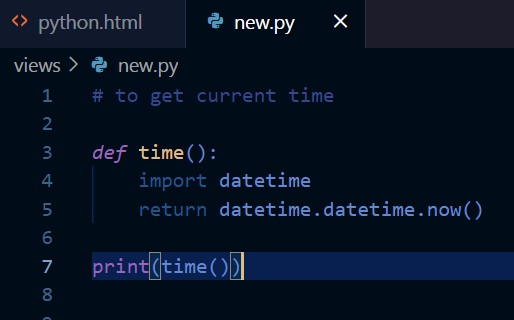 python.html new.py
views > new.py
1 # to get current time
2
3 def time():
4     import datetime
5     return datetime.datetime.now()
6
7 print(time())
8